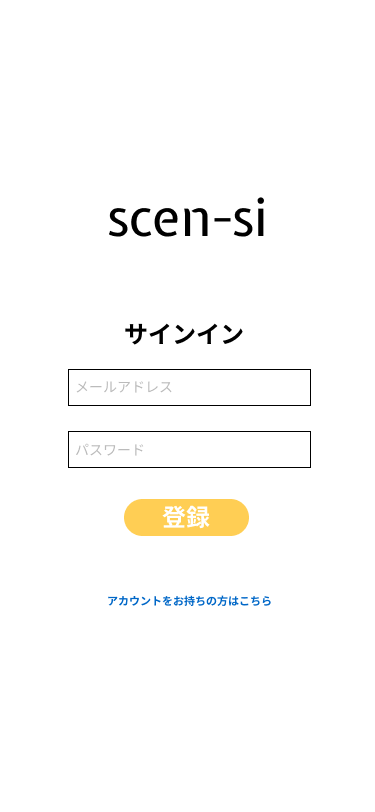 scen-si
サインイン
メールアドレス
パスワード
登録
アカウントをお持ちの方はこちら